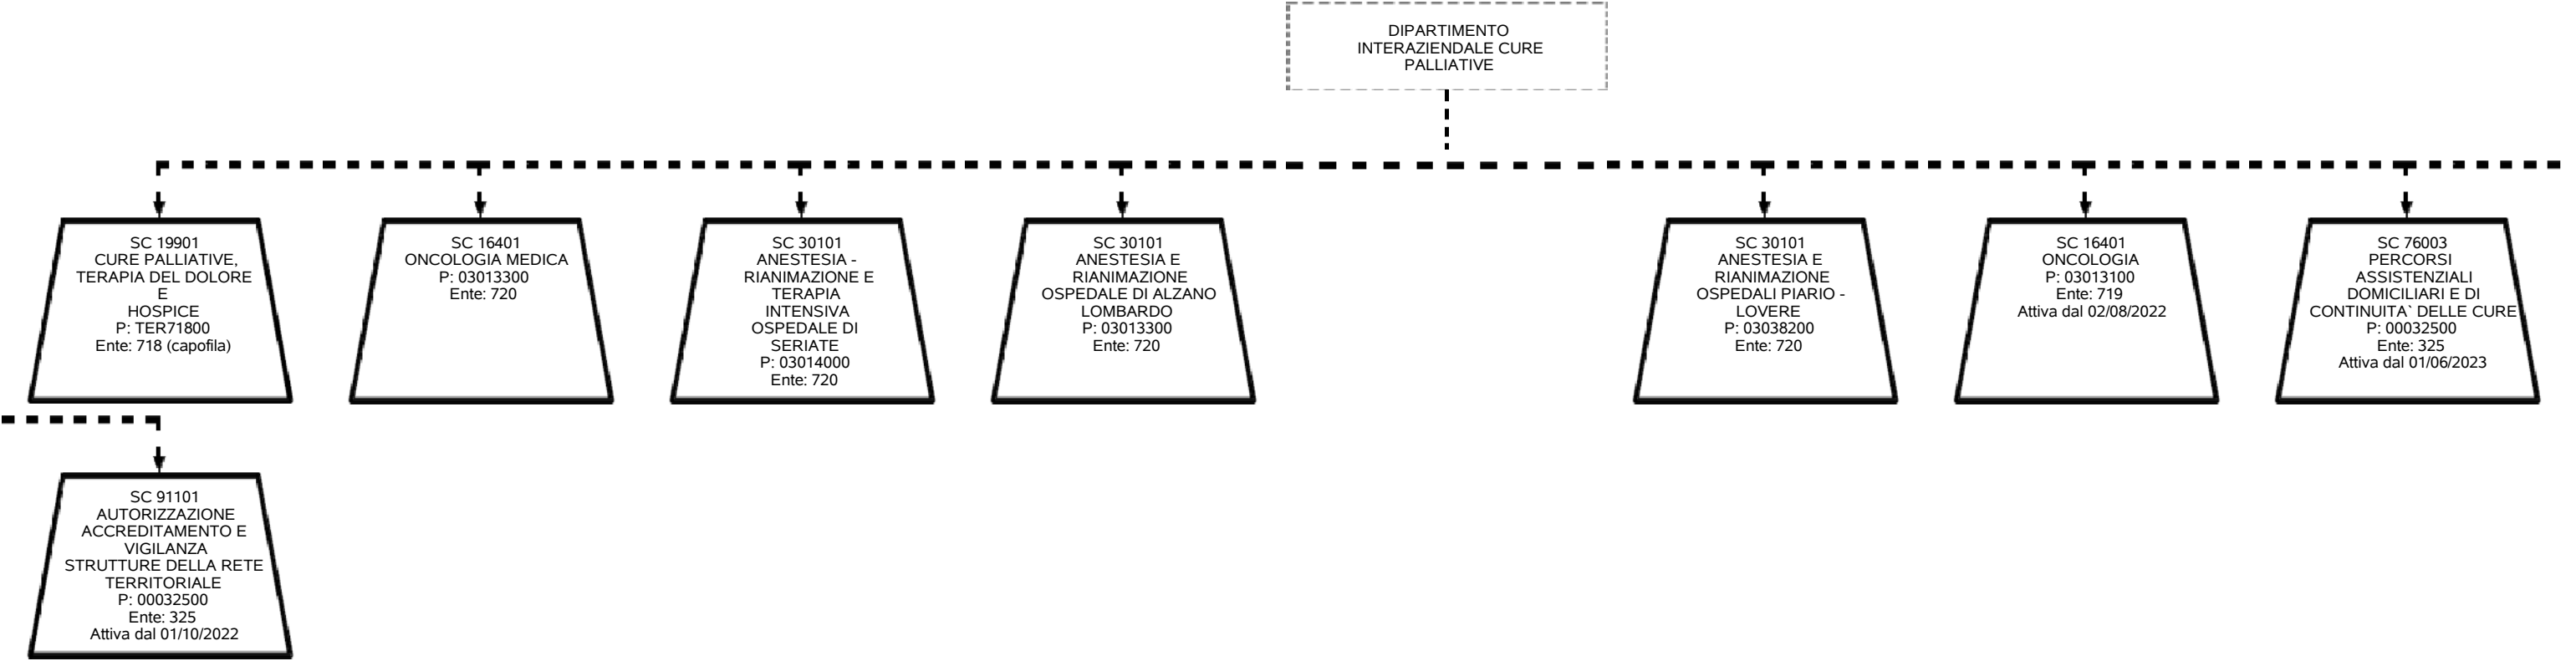 DIPARTIMENTO
INTERAZIENDALE CURE
PALLIATIVE
SC 19901
CURE PALLIATIVE,
TERAPIA DEL DOLORE
E
HOSPICE
P: TER71800
Ente: 718 (capofila)
SC 16401
ONCOLOGIA MEDICA
P: 03013300
Ente: 720
SC 30101
ANESTESIA -
RIANIMAZIONE E
TERAPIA
INTENSIVA
OSPEDALE DI
SERIATE
P: 03014000
Ente: 720
SC 30101
ANESTESIA E
RIANIMAZIONE
OSPEDALE DI ALZANO
LOMBARDO
P: 03013300
Ente: 720
SC 30101
ANESTESIA E
RIANIMAZIONE
OSPEDALI PIARIO -
LOVERE
P: 03038200
Ente: 720
SC 16401
ONCOLOGIA
P: 03013100
Ente: 719
Attiva dal 02/08/2022
SC 76003
PERCORSI
ASSISTENZIALI
DOMICILIARI E DI
CONTINUITA` DELLE CURE
P: 00032500
Ente: 325
Attiva dal 01/06/2023
SC 91101
AUTORIZZAZIONE
ACCREDITAMENTO E
VIGILANZA
STRUTTURE DELLA RETE
TERRITORIALE
P: 00032500
Ente: 325
Attiva dal 01/10/2022